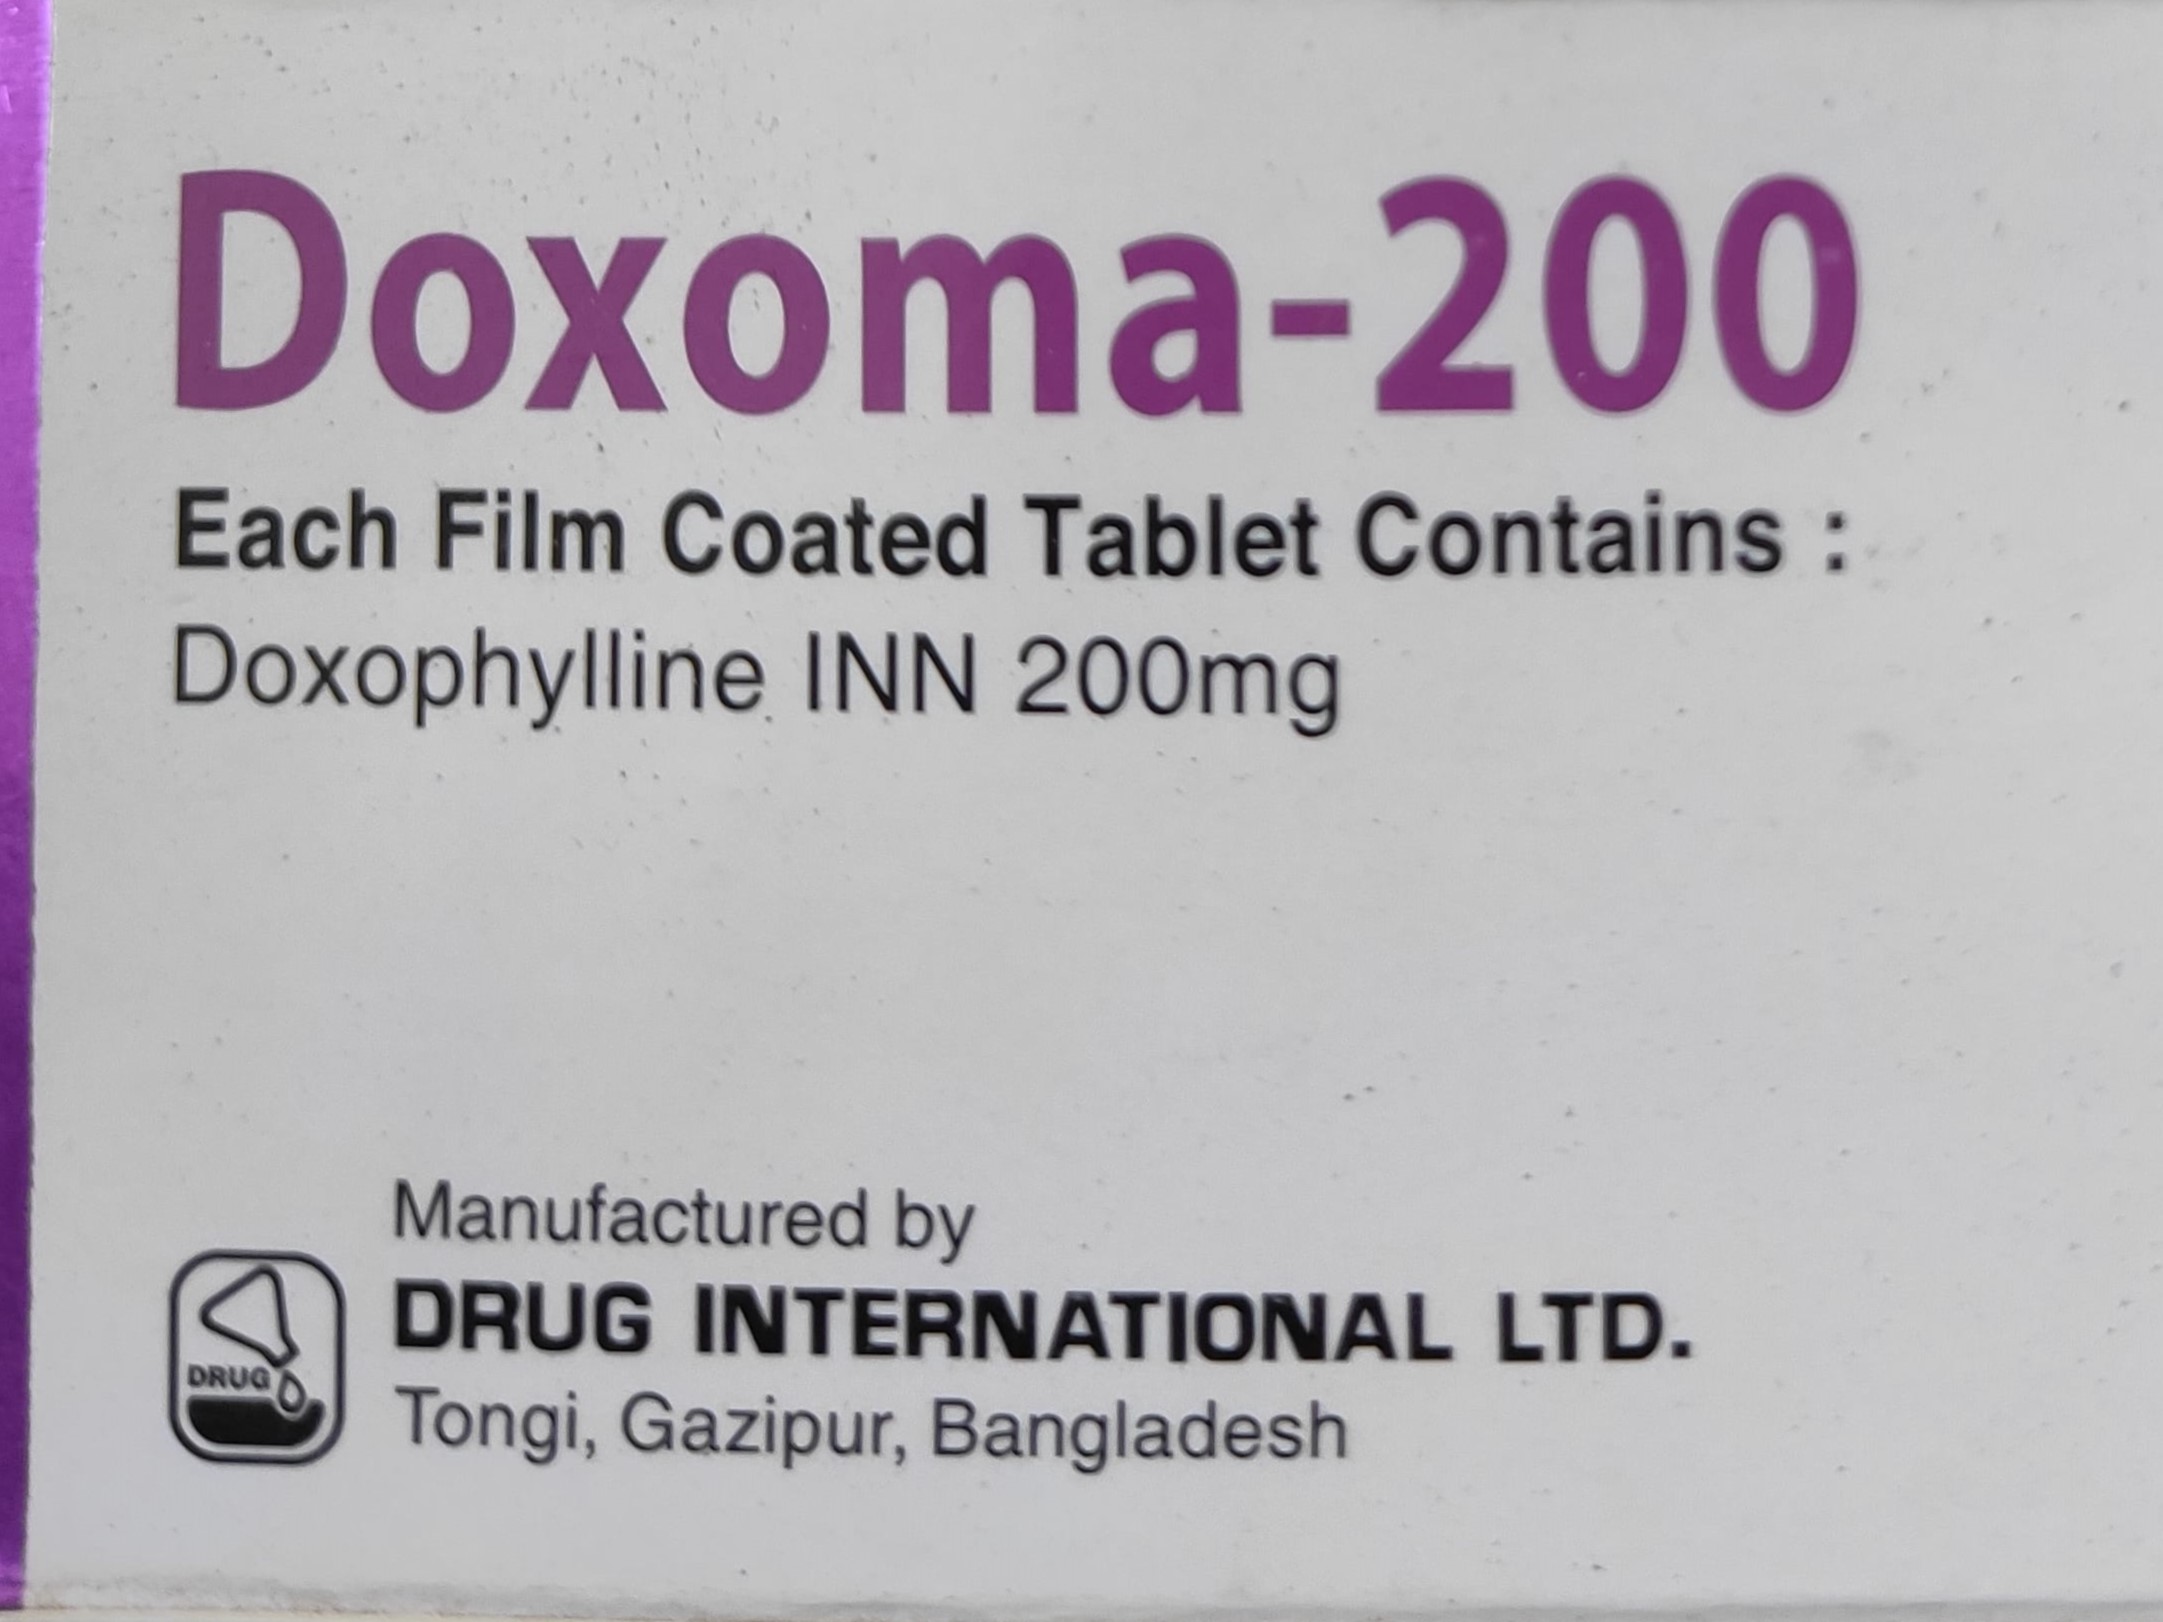 Doxoma-200
Each Film Coated Tablet Contains :
Doxophylline INN 200mg
Manufactured by
DRUG INTERNATIONAL LTD.
Tongi, Gazipur, Bangladesh
DRUG